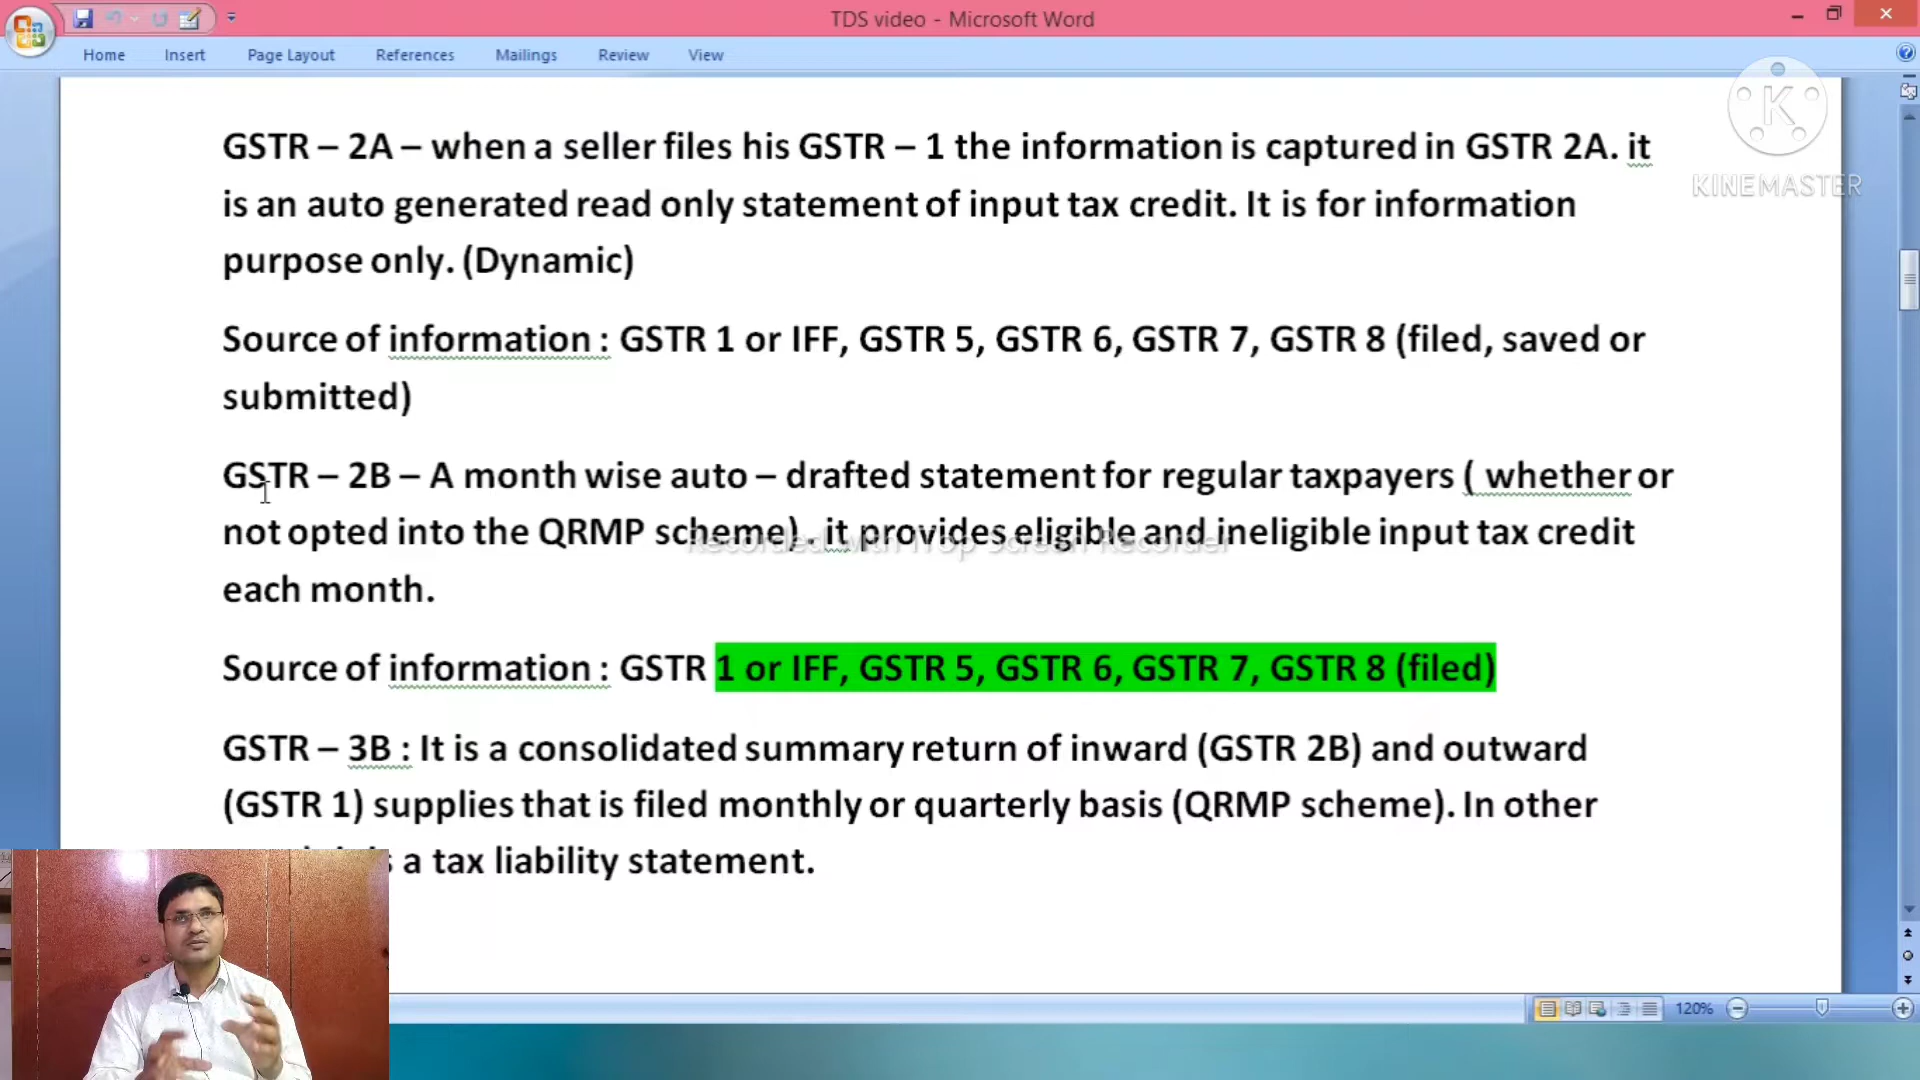 TDS video - Microsoft Word
Home Insert Page Layout References Mailings Review View
K
KINEMASTER
GSTR – 2A – when a seller files his GSTR – 1 the information is captured in GSTR 2A. it
is an auto generated read only statement of input tax credit. It is for information
purpose only. (Dynamic)
Source of information : GSTR 1 or IFF, GSTR 5, GSTR 6, GSTR 7, GSTR 8 (filed, saved or
submitted)
GSTR – 2B – A month wise auto – drafted statement for regular taxpayers ( whether or
not opted into the QRMP scheme) . it provides eligible and ineligible input tax credit
Recorded with iTop Screen Recorder
each month.
Source of information : GSTR 1 or IFF, GSTR 5, GSTR 6, GSTR 7, GSTR 8 (filed)
GSTR – 3B : It is a consolidated summary return of inward (GSTR 2B) and outward
(GSTR 1) supplies that is filed monthly or quarterly basis (QRMP scheme). In other
a tax liability statement.
120%